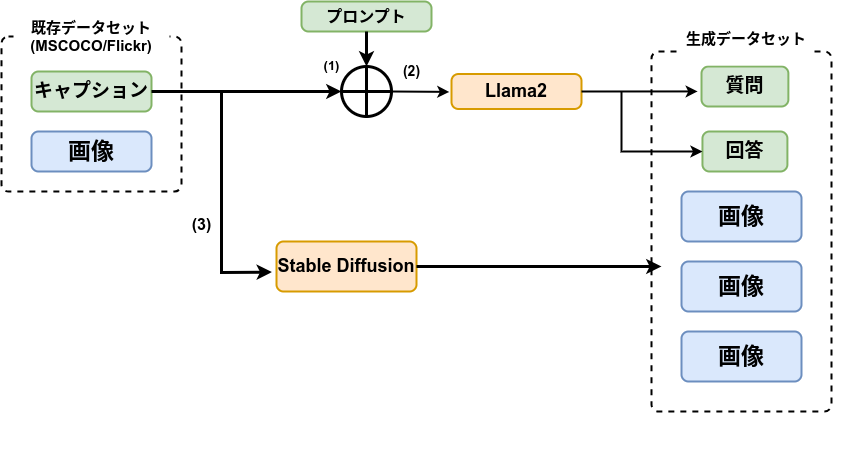 既存データセット
(MSCOCO/Flickr)
キャプション
画像
プロンプト
(1)
(2)
Llama2
(3)
Stable Diffusion
生成データセット
質問
回答
画像
画像
画像